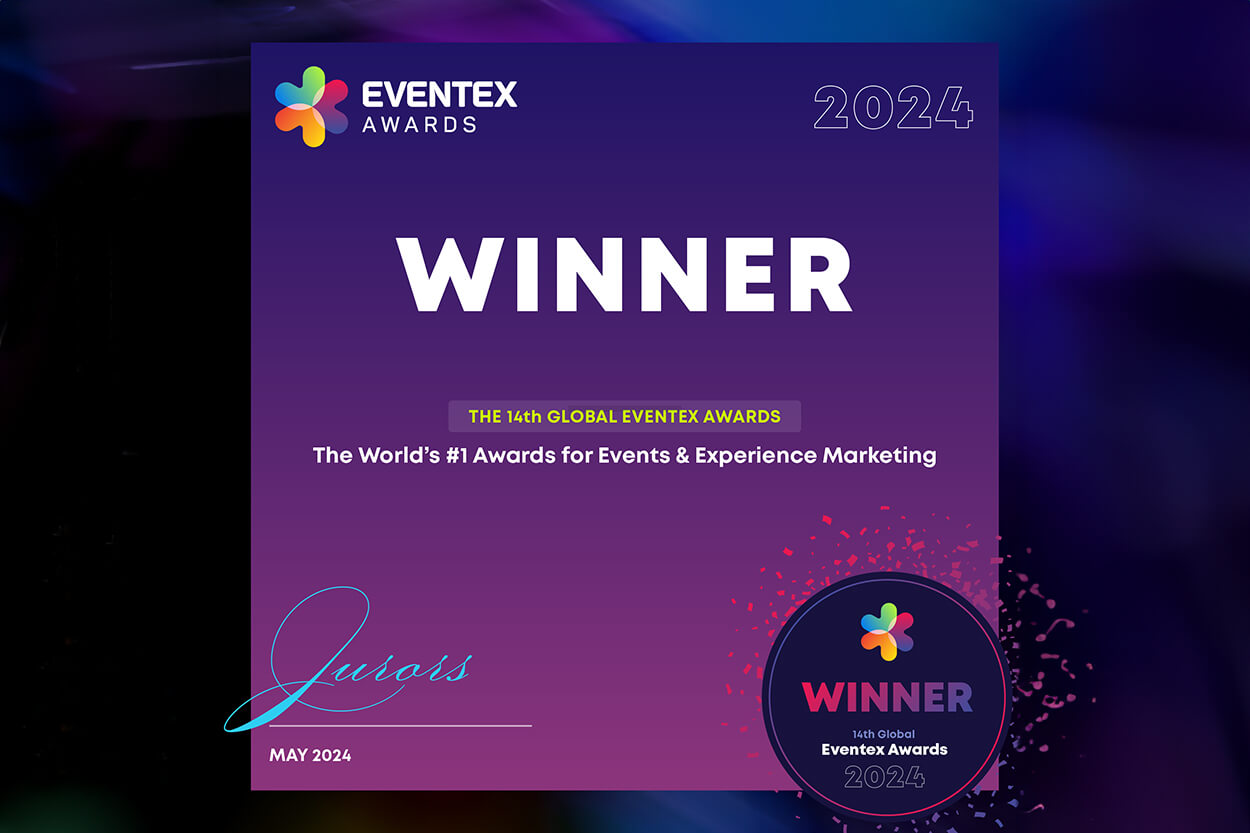 EVENTEX
AWARDS
2024
WINNER
THE 14th GLOBAL EVENTEX AWARDS
The World's #1 Awards for Events & Experience Marketing
Jurors
MAY 2024
WINNER
14th Global
Eventex Awards
2024